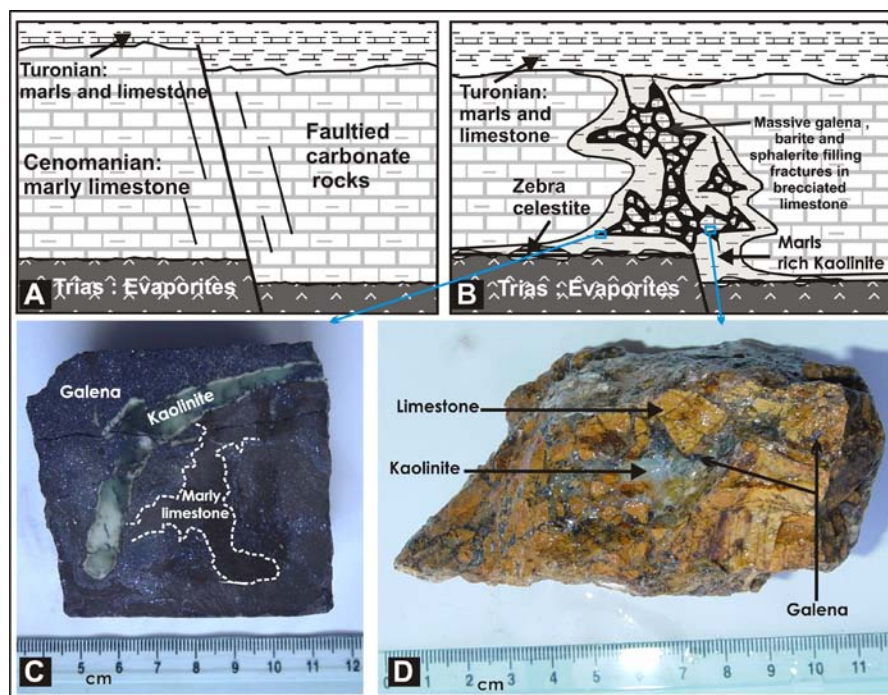 Turonian:
marls and limestone
Cenomanian:
marly limestone
Faultied
carbonate
rocks
A
Trias : Evaporites
Turonian:
marls and
limestone
Massive galena ,
barite and
sphalerite filling
fractures in
brecciated
limestone
Zebra
celestite
Marls
rich Kaolinite
B
Trias : Evaporites
Galena
Kaolinite
Marly
limestone
5 6 7 8 9 10 11 12
C
cm
Limestone
Kaolinite
Galena
D
0 1 2 3 4 5 6 7 8 9 10 11
cm